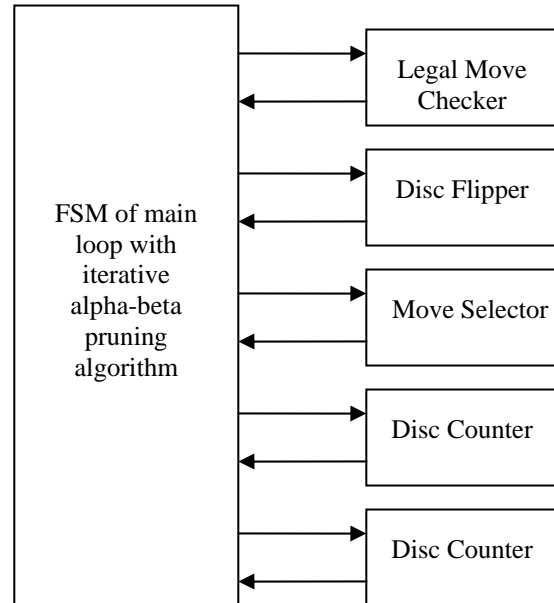 FSM of main
loop with
iterative
alpha-beta
pruning
algorithm
Legal Move
Checker
Disc Flipper
Move Selector
Disc Counter
Disc Counter